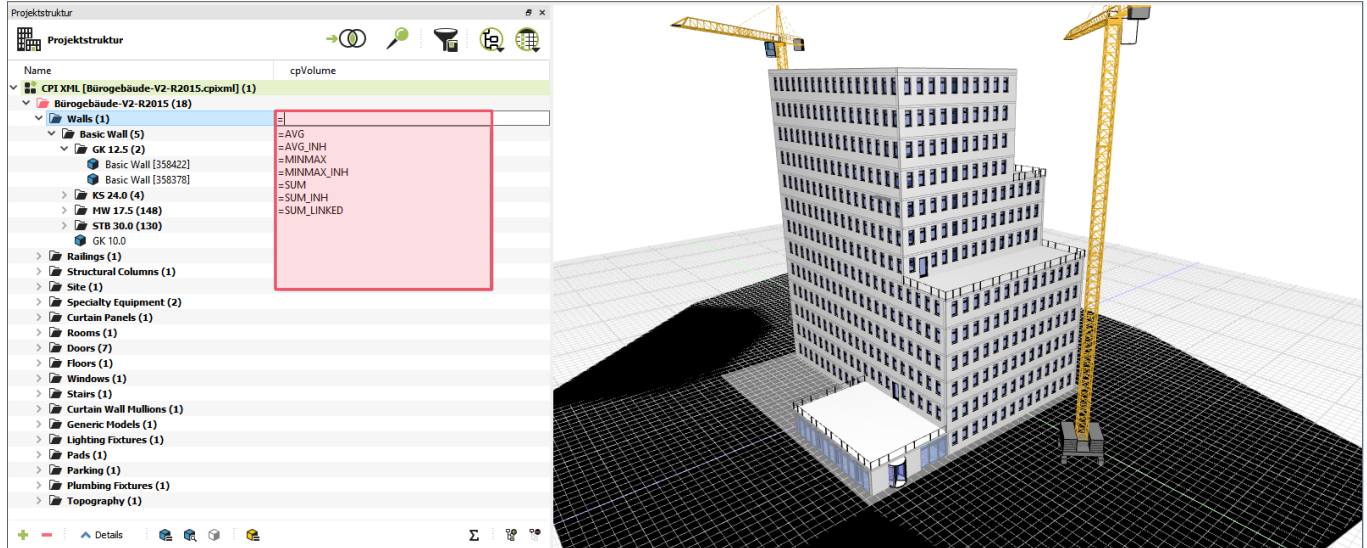 Projektstruktur
Projektstruktur
Name cpVolume
CPI XML [Bürogebäude-V2-R2015.cpixml] (1)
Bürogebäude-V2-R2015 (18)
Walls (1) =
Basic Wall (5) =AVG
GK 12.5 (2) =AVG_INH
Basic Wall [358422] =MINMAX
Basic Wall [358378] =MINMAX_INH
=SUM
KS 24.0 (4) =SUM_INH
MW 17.5 (148) =SUM_LINKED
STB 30.0 (130)
GK 10.0
Railings (1)
Structural Columns (1)
Site (1)
Specialty Equipment (2)
Curtain Panels (1)
Rooms (1)
Doors (7)
Floors (1)
Windows (1)
Stairs (1)
Curtain Wall Mullions (1)
Generic Models (1)
Lighting Fixtures (1)
Pads (1)
Parking (1)
Plumbing Fixtures (1)
Topography (1)
Details Σ